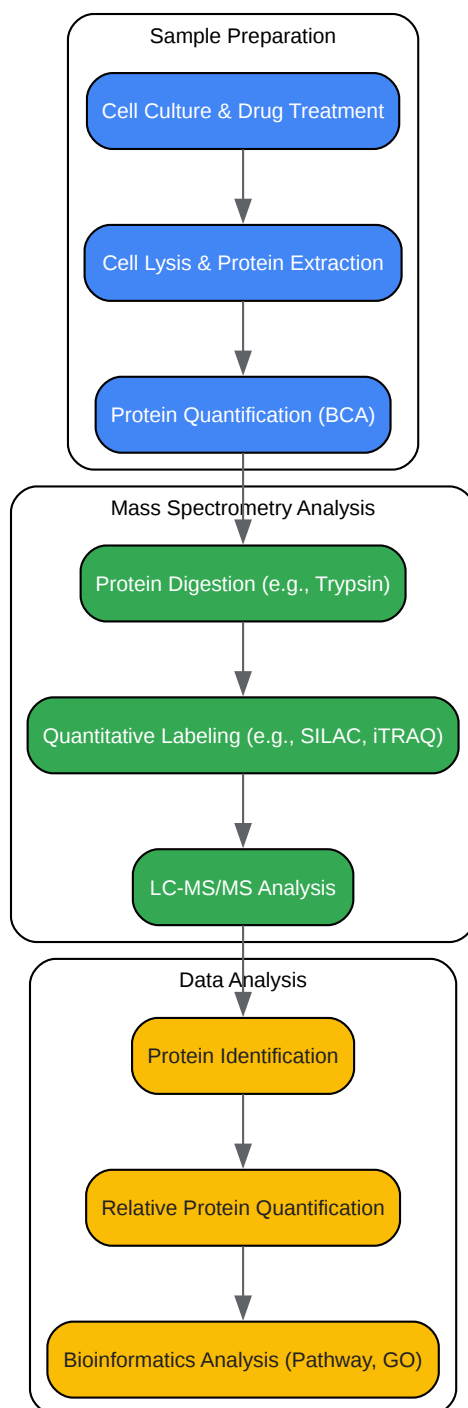 Sample Preparation
Cell Culture & Drug Treatment
Cell Lysis & Protein Extraction
Protein Quantification (BCA)
Mass Spectrometry Analysis
Protein Digestion (e.g., Trypsin)
Quantitative Labeling (e.g., SILAC, iTRAQ)
LC-MS/MS Analysis
Data Analysis
Protein Identification
Relative Protein Quantification
Bioinformatics Analysis (Pathway, GO)